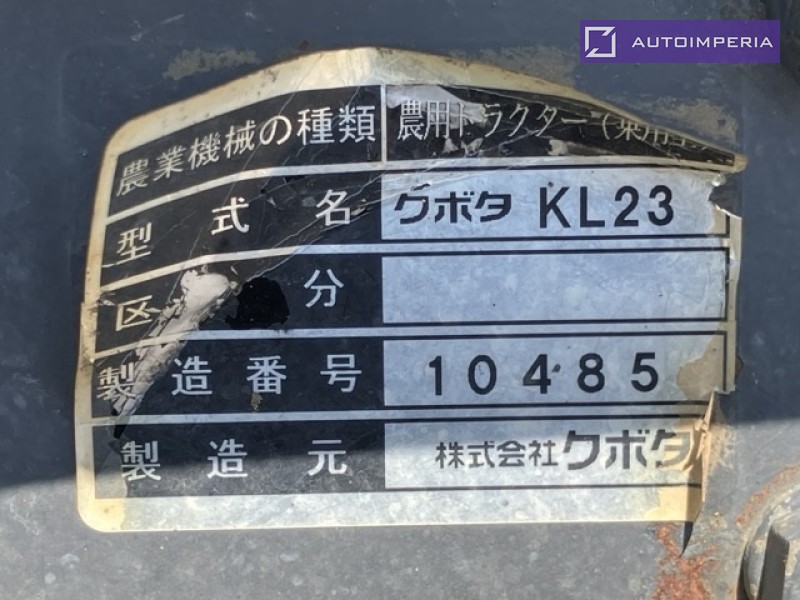 AUTOIMPERIA
農業機械の種類 農用トラクター（乗用
型式名 クボタ KL23
区分
製造番号 10485
製造元 株式会社クボタ